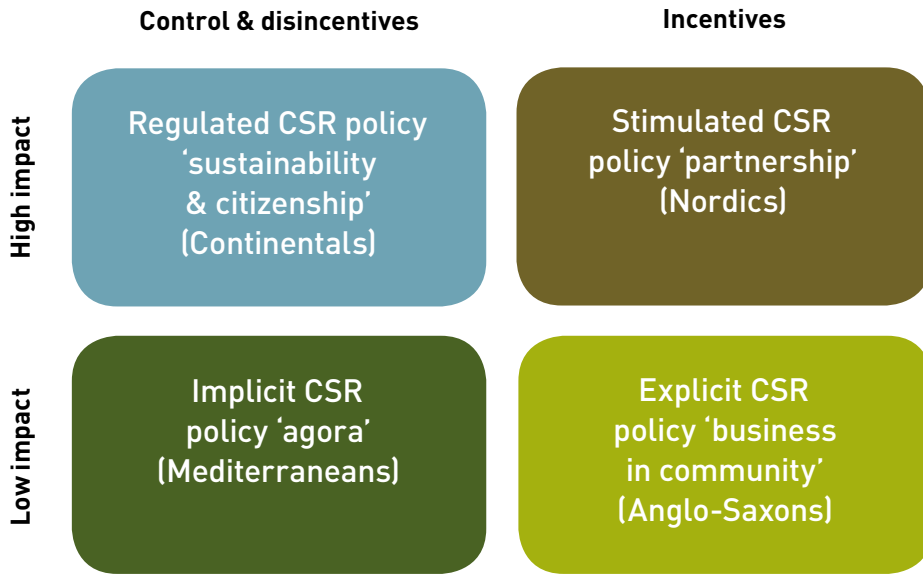 Control & disincentives
Incentives
High impact
Regulated CSR policy
‘sustainability
& citizenship’
(Continentals)
Stimulated CSR
policy ‘partnership’
(Nordics)
Low impact
Implicit CSR
policy ‘agora’
(Mediterraneans)
Explicit CSR
policy ‘business
in community’
(Anglo-Saxons)